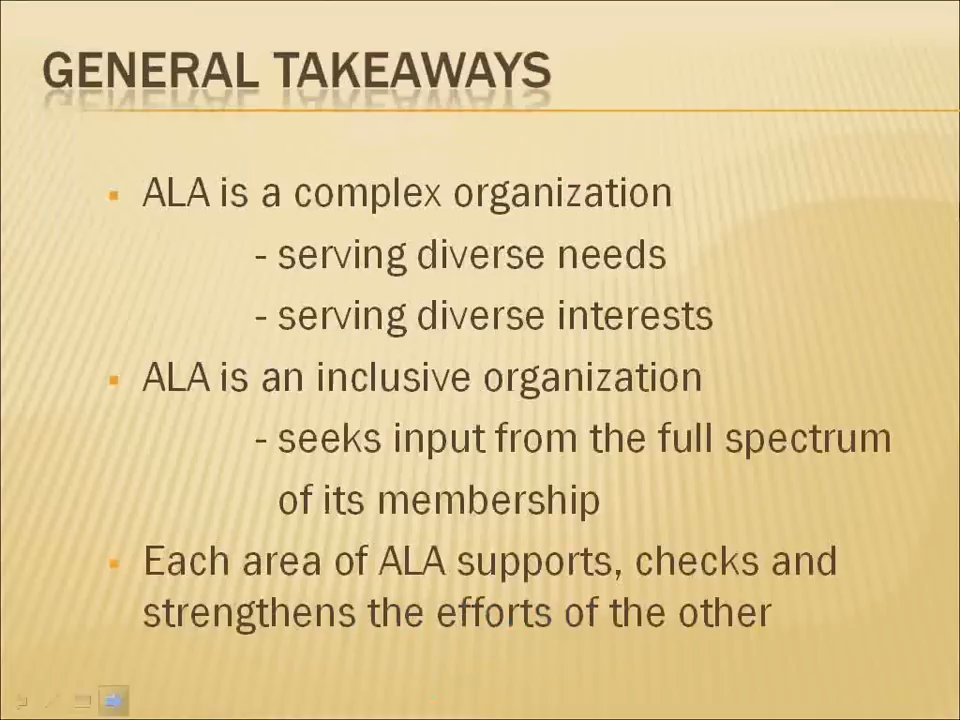 GENERAL TAKEAWAYS
▪ ALA is a complex organization
- serving diverse needs
- serving diverse interests
▪ ALA is an inclusive organization
- seeks input from the full spectrum
of its membership
▪ Each area of ALA supports, checks and
strengthens the efforts of the other